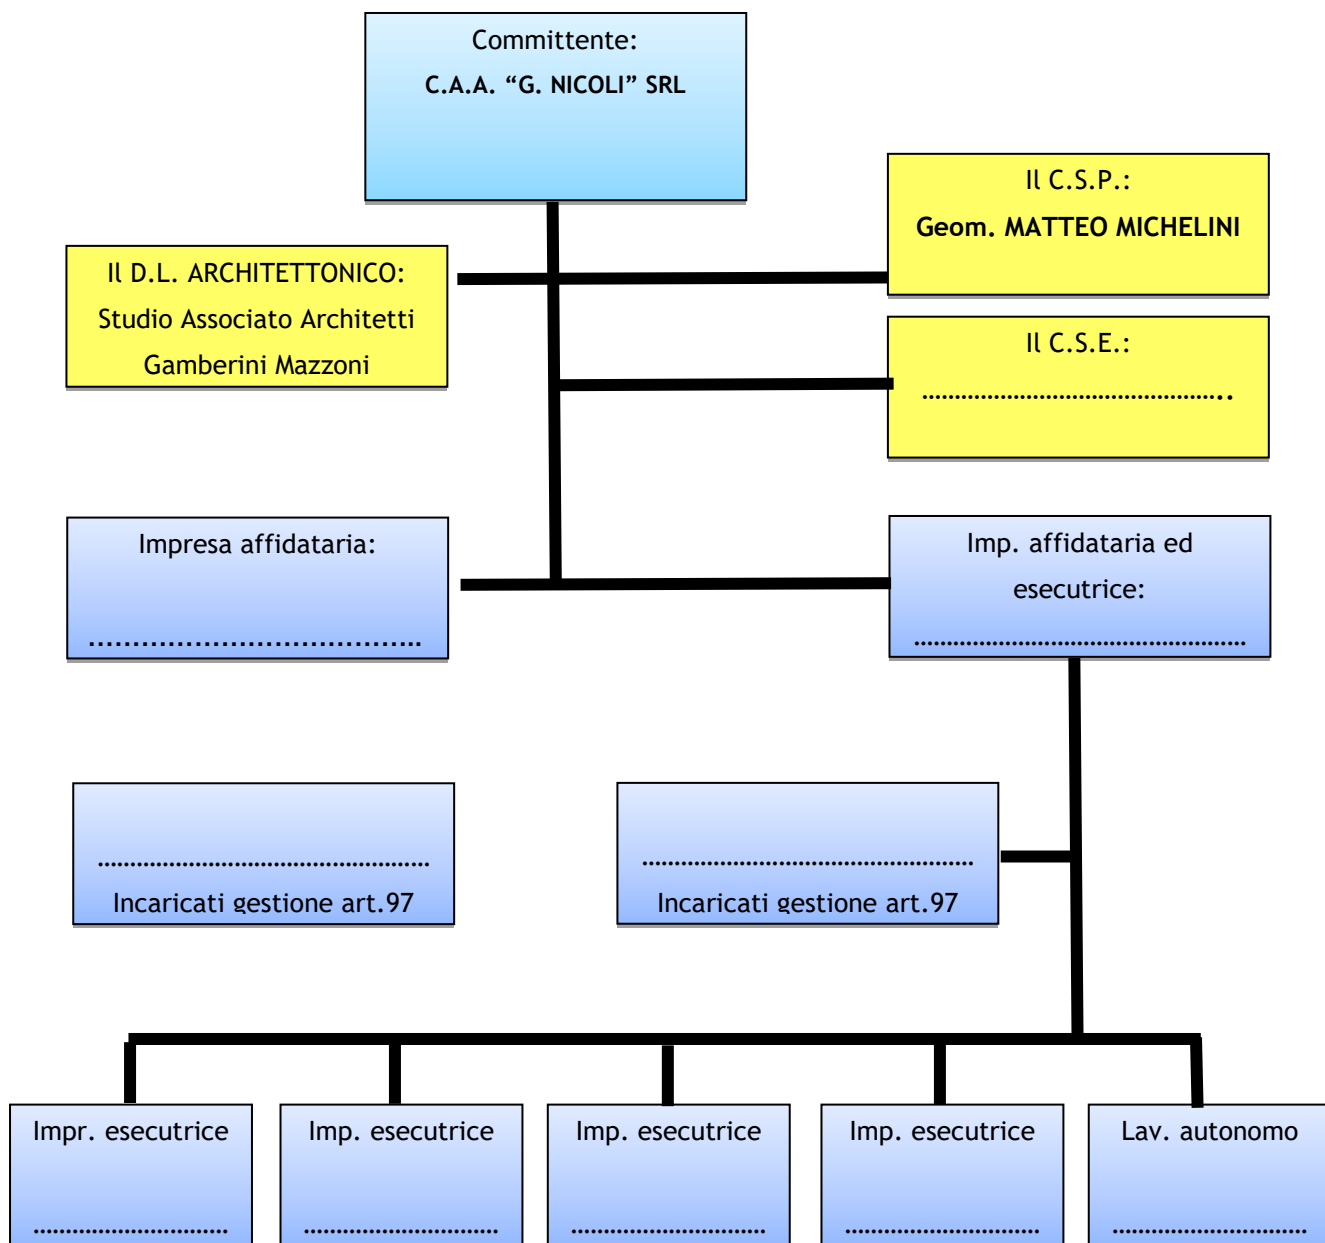 Committente:
C.A.A. “G. NICOLI” SRL
Il C.S.P.:
Geom. MATTEO MICHELINI
Il D.L. ARCHITETTONICO:
Studio Associato Architetti
Gamberini Mazzoni
Il C.S.E.:
……………………………………………..
Impresa affidataria:
…………………………………..
Imp. affidataria ed
esecutrice:
……………………………………………
……………………………………………
Incaricati gestione art.97
……………………………………………
Incaricati gestione art.97
Impr. esecutrice
…………………………
Imp. esecutrice
…………………………
Imp. esecutrice
…………………………
Imp. esecutrice
…………………………
Lav. autonomo
…………………………